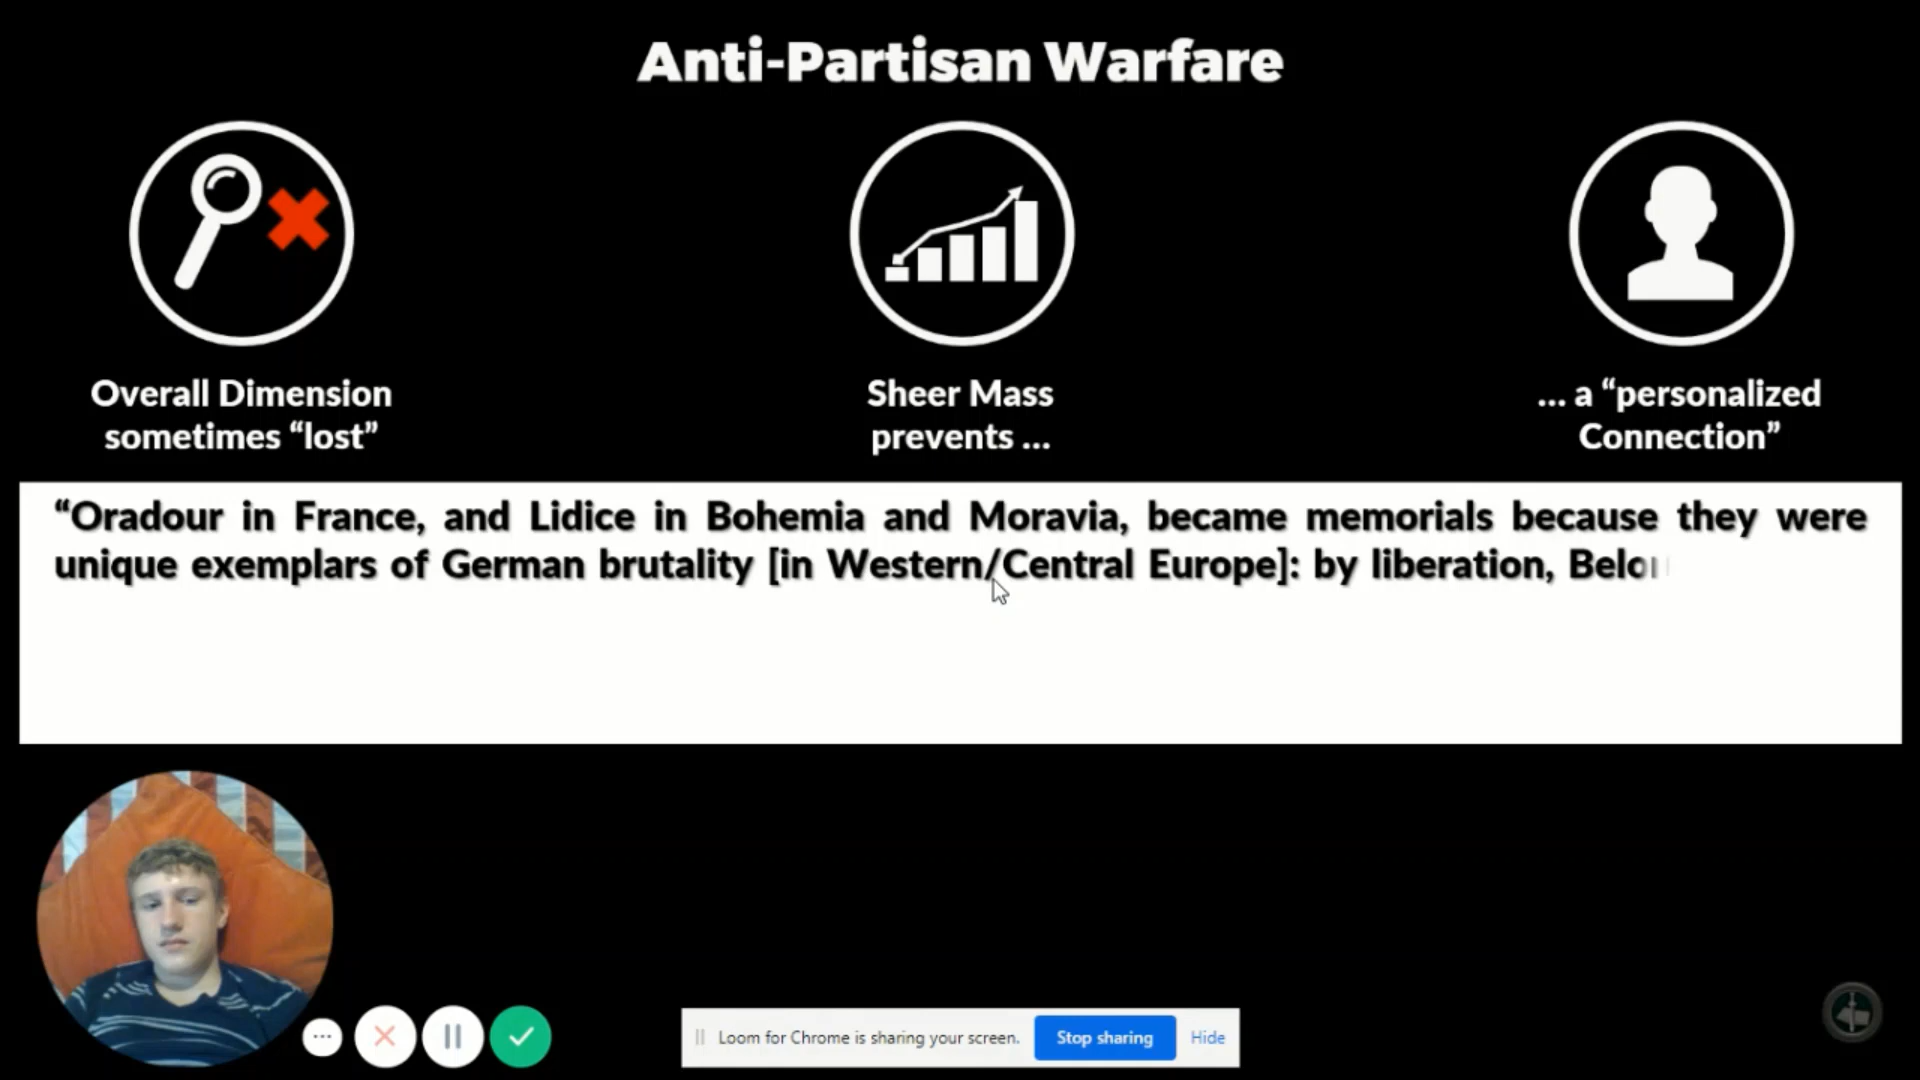 Anti-Partisan Warfare
Overall Dimension
sometimes “lost”
Sheer Mass
prevents ...
... a “personalized
Connection”
“Oradour in France, and Lidice in Bohemia and Moravia, became memorials because they were
unique exemplars of German brutality [in Western/Central Europe]: by liberation,
Loom for Chrome is sharing your screen.
Stop sharing
Hide